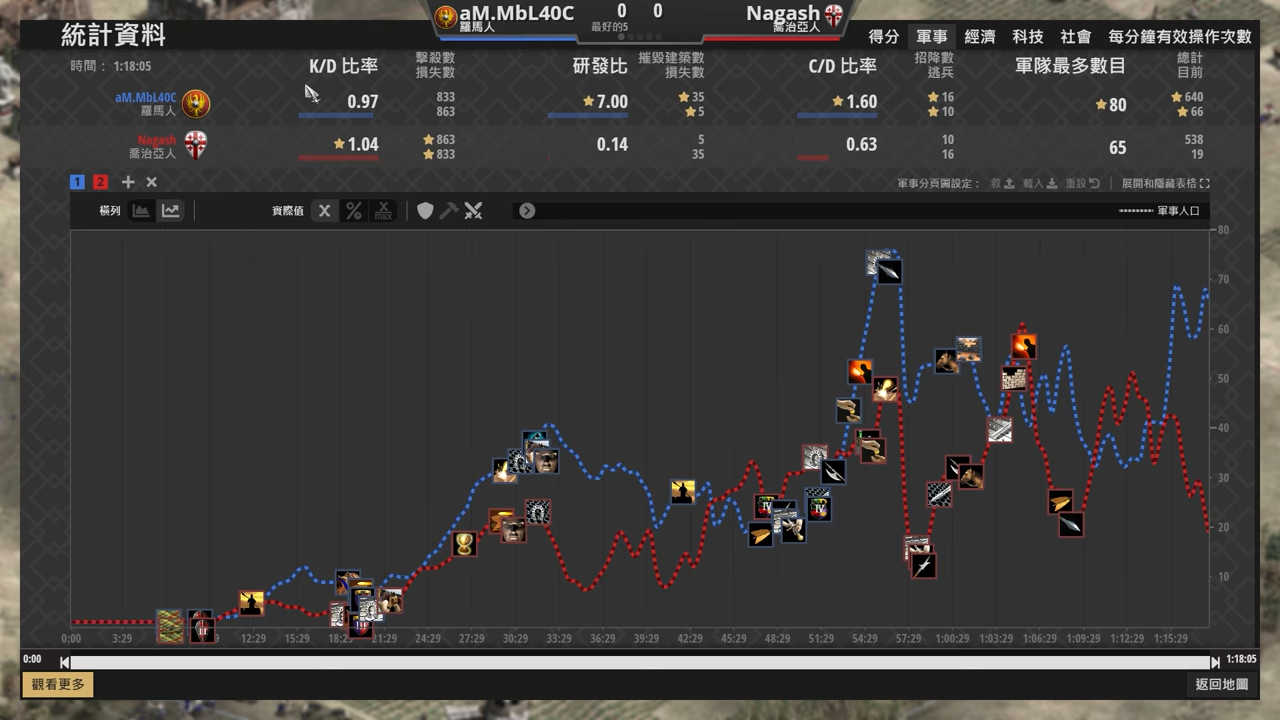 統計資料
aM.MbL40C
羅馬人
0 0
最好的5
Nagash
喬治亞人
得分 軍事 經濟 科技 社會 每分鐘有效操作次數
時間： 1:18:05
K/D 比率 擊殺數 損失數 研發比 摧毀建築數 損失數 C/D 比率 招降數 逃兵 軍隊最多數目 總計 目前
aM.MbL40C
羅馬人
0.97 833 863 7.00 35 5 1.60 16 10 80 640 66
Nagash
喬治亞人
1.04 863 833 0.14 5 35 0.63 10 16 65 538 19
1 2
軍事分頁圖設定： 載入 重設 展開和隱藏表格
橫列 實際值 X % X max 軍事人口
80
70
60
50
40
30
20
10
0:00 3:29 12:29 15:29 21:29 24:29 27:29 30:29 33:29 36:29 39:29 42:29 45:29 48:29 51:29 54:29 57:29 1:00:29 1:03:29 1:06:29 1:09:29 1:12:29 1:15:29
0:00 1:18:05
觀看更多 返回地圖